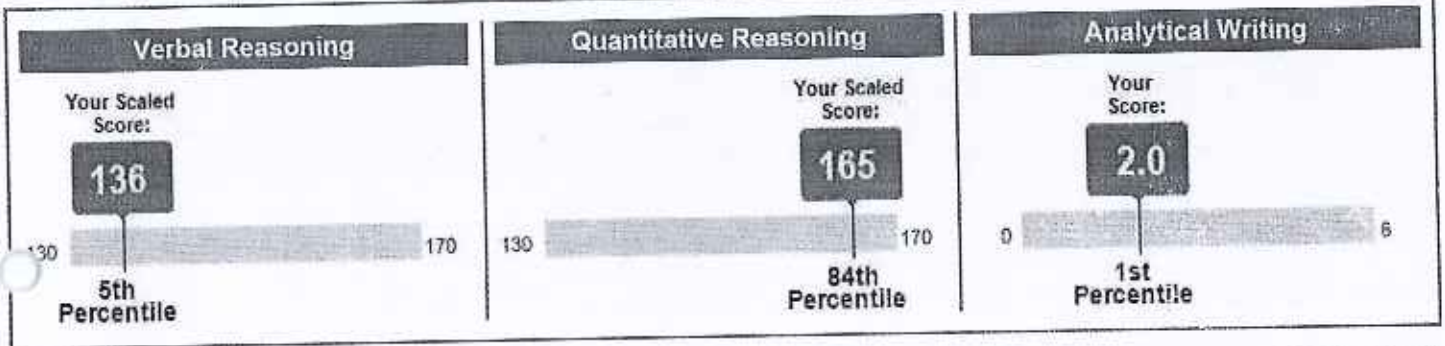 Verbal Reasoning
Your Scaled
Score:
136
130
170
5th
Percentile
Quantitative Reasoning
Your Scaled
Score:
165
130
170
84th
Percentile
Analytical Writing
Your
Score:
2.0
0
6
1st
Percentile